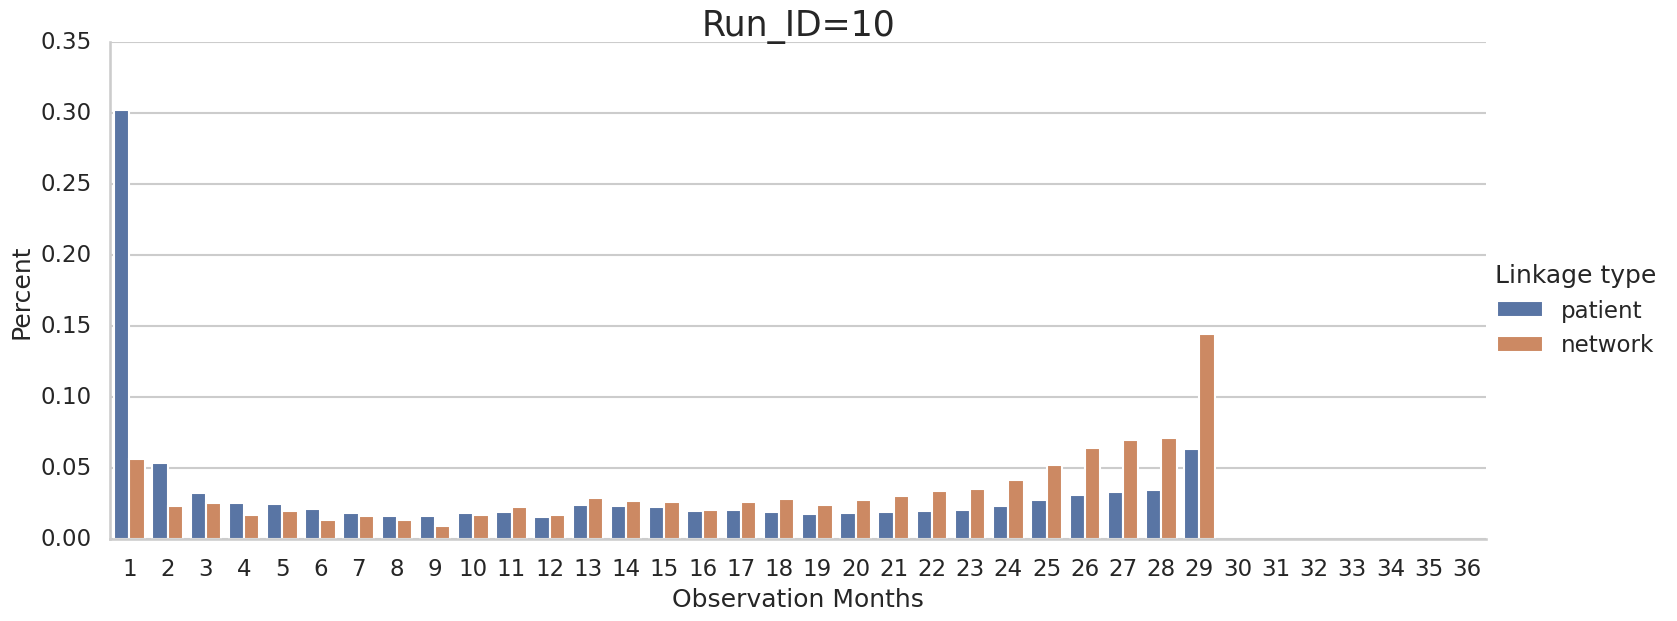 Run_ID=10
0.35
0.30
0.25
0.20
0.15
0.10
0.05
0.00
Percent
1 2 3 4 5 6 7 8 9 10 11 12 13 14 15 16 17 18 19 20 21 22 23 24 25 26 27 28 29 30 31 32 33 34 35 36
Observation Months
Linkage type
patient
network